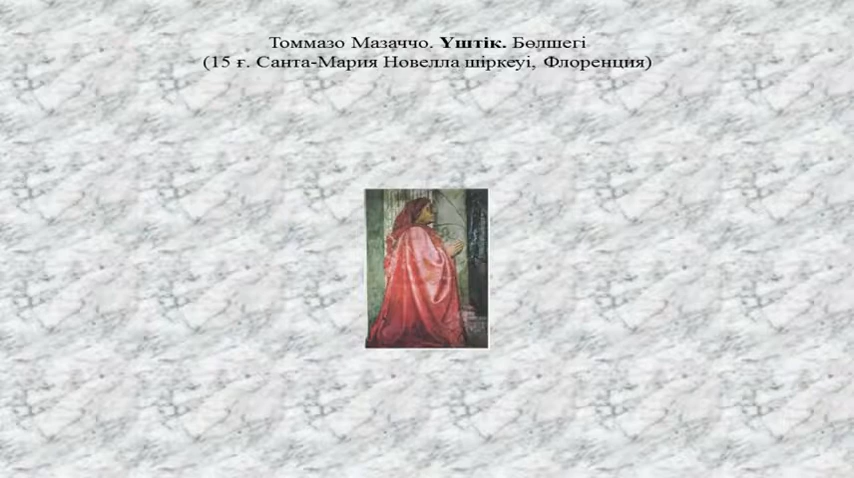 Томмазо Мазаччо. Үштік. Бөлшегі
(15 ғ. Санта-Мария Новелла шіркеуі, Флоренция)